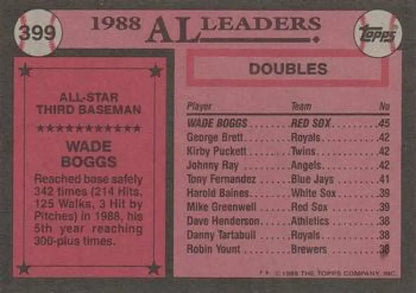 399
1988 AL LEADERS
Topps
ALL-STAR
THIRD BASEMAN
WADE
BOGGS
Reached base safely
342 times (214 Hits,
125 Walks, 3 Hit by
Pitches) in 1988, his
5th year reaching
300-plus times.
DOUBLES
Player Team No
WADE BOGGS RED SOX 45
George Brett Royals 42
Kirby Puckett Twins 42
Johnny Ray Angels 42
Tony Fernandez Blue Jays 41
Harold Baines White Sox 39
Mike Greenwell Red Sox 39
Dave Henderson Athletics 38
Danny Tartabull Royals 38
Robin Yount Brewers 38
© 1989 THE TOPPS COMPANY, INC.